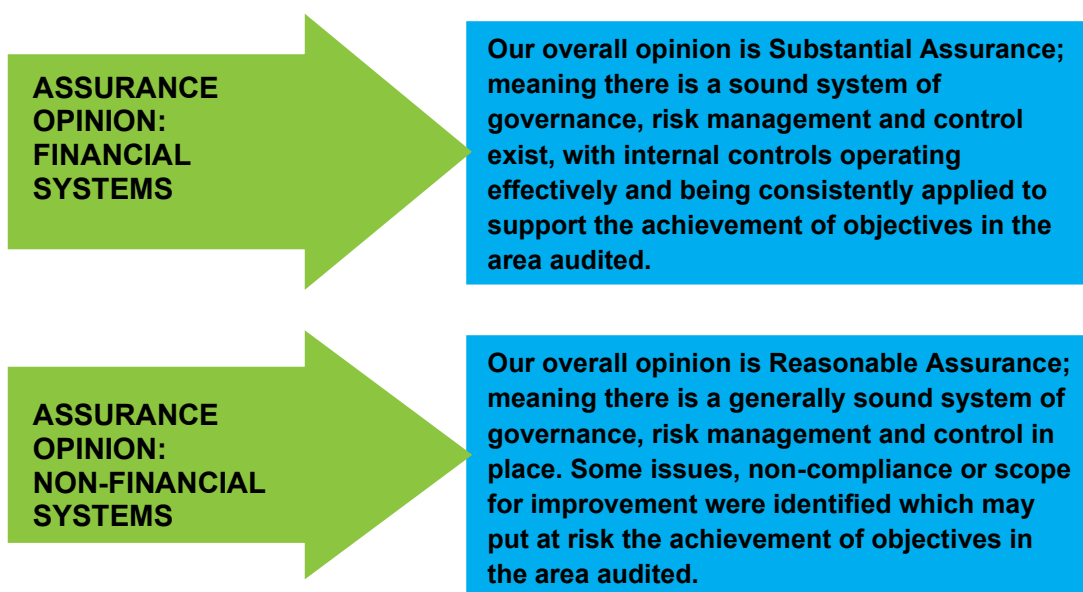 ASSURANCE
OPINION:
FINANCIAL
SYSTEMS
Our overall opinion is Substantial Assurance;
meaning there is a sound system of
governance, risk management and control
exist, with internal controls operating
effectively and being consistently applied to
support the achievement of objectives in the
area audited.
ASSURANCE
OPINION:
NON-FINANCIAL
SYSTEMS
Our overall opinion is Reasonable Assurance;
meaning there is a generally sound system of
governance, risk management and control in
place. Some issues, non-compliance or scope
for improvement were identified which may
put at risk the achievement of objectives in
the area audited.